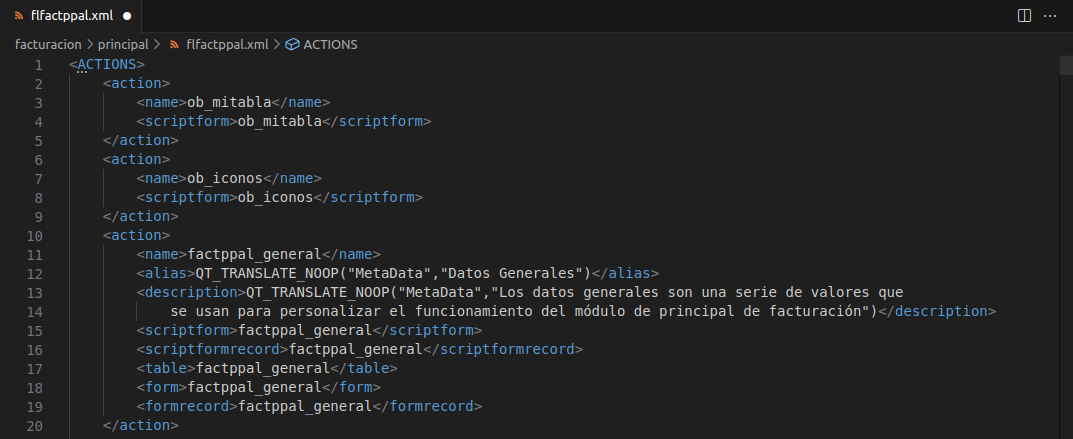 flfactppal.xml
facturacion > principal > flfactppal.xml > ACTIONS
1 <ACTIONS>
2 <action>
3 <name>ob_mitabla</name>
4 <scriptform>ob_mitabla</scriptform>
5 </action>
6 <action>
7 <name>ob_iconos</name>
8 <scriptform>ob_iconos</scriptform>
9 </action>
10 <action>
11 <name>factppal_general</name>
12 <alias>QT_TRANSLATE_NOOP("MetaData","Datos Generales")</alias>
13 <description>QT_TRANSLATE_NOOP("MetaData","Los datos generales son una serie de valores que
14 se usan para personalizar el funcionamiento del módulo de principal de facturación")</description>
15 <scriptform>factppal_general</scriptform>
16 <scriptformrecord>factppal_general</scriptformrecord>
17 <table>factppal_general</table>
18 <form>factppal_general</form>
19 <formrecord>factppal_general</formrecord>
20 </action>